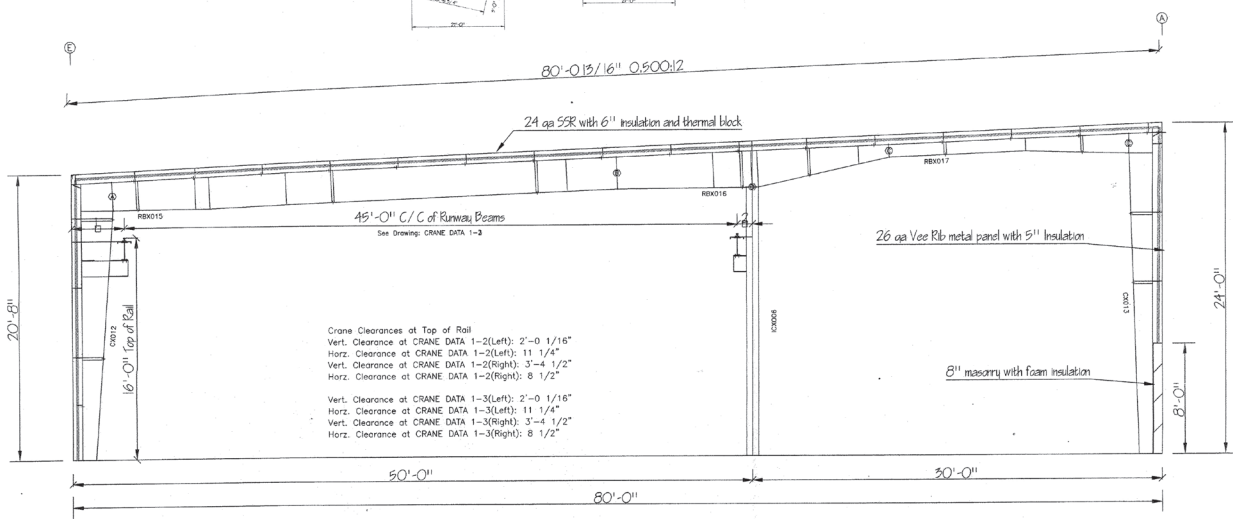 21'-0"
E
A
80'-0 13/16" 0.500:12
24 ga SSR with 6" insulation and thermal block
RBX015
RBX016
RBX017
45'-0" C/C of Runway Beams
See Drawing: CRANE DATA 1-2
26 ga Vee Rib metal panel with 5" Insulation
20'-8"
CX012
16'-0" Top of Rail
CX013
24'-0"
Crane Clearances at Top of Rail
Vert. Clearance at CRANE DATA 1-2(Left): 2'-0 1/16"
Horz. Clearance at CRANE DATA 1-2(Left): 11 1/4"
Vert. Clearance at CRANE DATA 1-2(Right): 3'-4 1/2"
Horz. Clearance at CRANE DATA 1-2(Right): 8 1/2"
Vert. Clearance at CRANE DATA 1-3(Left): 2'-0 1/16"
Horz. Clearance at CRANE DATA 1-3(Left): 11 1/4"
Vert. Clearance at CRANE DATA 1-3(Right): 3'-4 1/2"
Horz. Clearance at CRANE DATA 1-3(Right): 8 1/2"
8" masonry with foam insulation
8'-0"
50'-0"
30'-0"
80'-0"